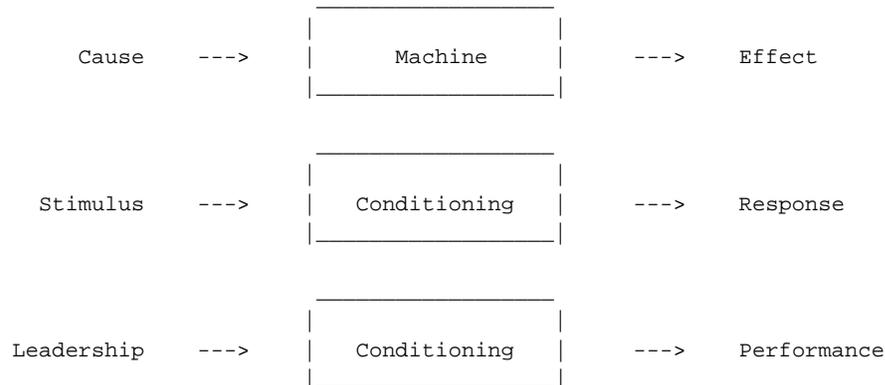 Cause ---> Machine ---> Effect
Stimulus ---> Conditioning ---> Response
Leadership ---> Conditioning ---> Performance